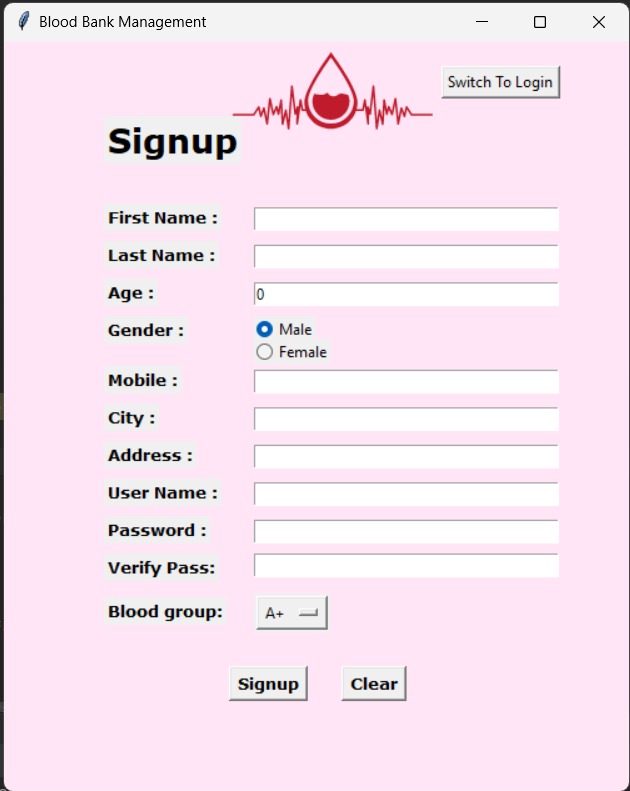 Blood Bank Management
Switch To Login
Signup
First Name :
Last Name :
Age :
0
Gender :
Male
Female
Mobile :
City :
Address :
User Name :
Password :
Verify Pass:
Blood group:
A+
Signup
Clear